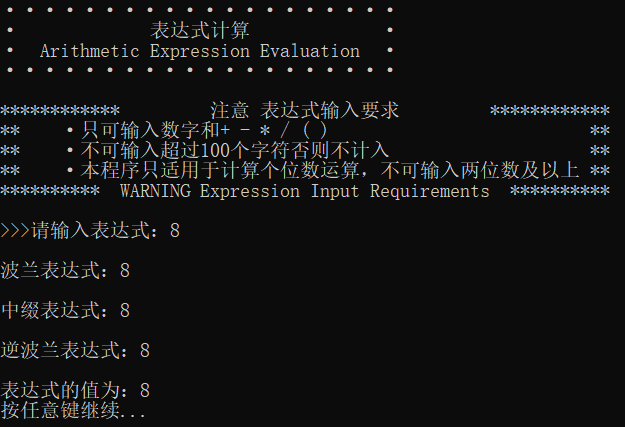 · · · · · · · · · · · · · · · · · · · ·
· 表达式计算 ·
· Arithmetic Expression Evaluation ·
· · · · · · · · · · · · · · · · · · · ·
************ 注意 表达式输入要求 ************
** ·只可输入数字和+ - * / ( ) **
** ·不可输入超过100个字符否则不计入 **
** ·本程序只适用于计算个位数运算，不可输入两位数及以上 **
********** WARNING Expression Input Requirements **********
>>>请输入表达式：8
波兰表达式：8
中缀表达式：8
逆波兰表达式：8
表达式的值为：8
按任意键继续...